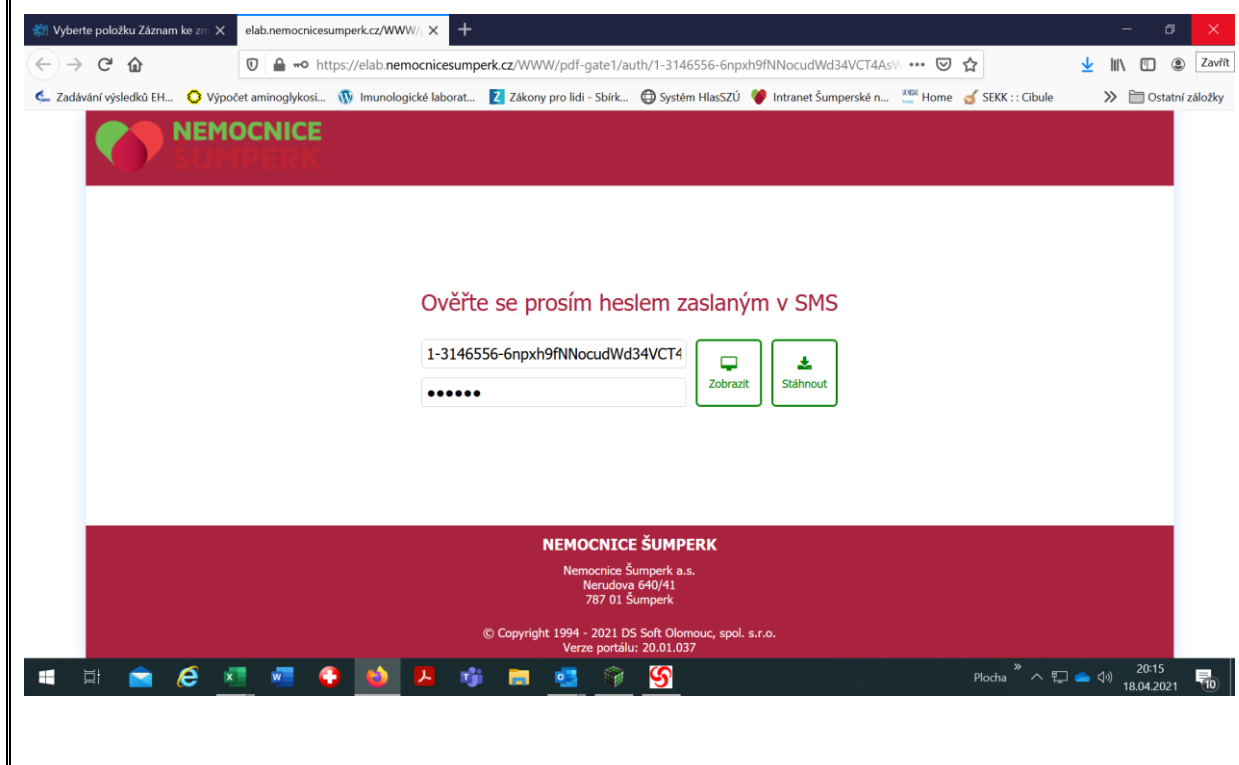 Vyberte položku Záznam ke zm
elab.nemocnicesumperk.cz/WWW/
https://elab.nemocnicesumperk.cz/WWW/pdf-gate1/auth/1-3146556-6npxh9fNNocudWd34VCT4AsW
Zavřít
Zadávání výsledků EH...
Výpočet aminoglykosi...
Imunologické laborat...
Zákony pro lidi - Sbírk...
Systém HlasSZÚ
Intranet Šumperské n...
Home
SEKK :: Cibule
Ostatní záložky
NEMOCNICE
ŠUMPERK
Ověřte se prosím heslem zaslaným v SMS
1-3146556-6npxh9fNNocudWd34VCT4
Zobrazit
Stáhnout
NEMOCNICE ŠUMPERK
Nemocnice Šumperk a.s.
Nerudova 640/41
787 01 Šumperk
© Copyright 1994 - 2021 DS Soft Olomouc, spol. s.r.o.
Verze portálu: 20.01.037
Plocha
20:15
18.04.2021
10